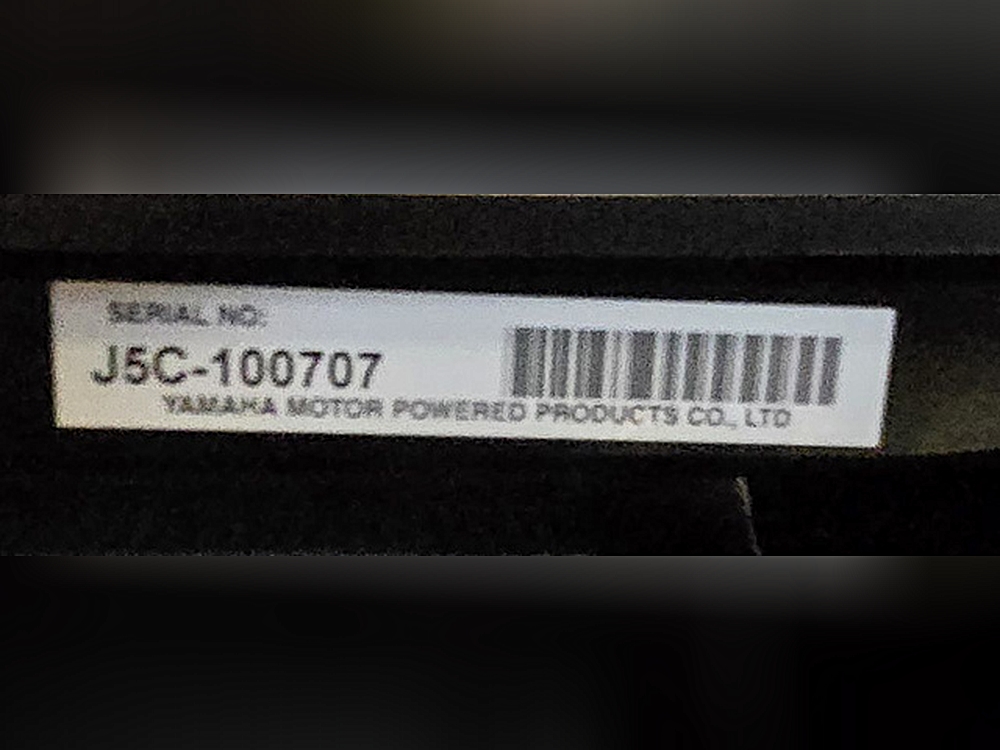 SERIAL NO:
J5C-100707
YAMAHA MOTOR POWERED PRODUCTS CO., LTD